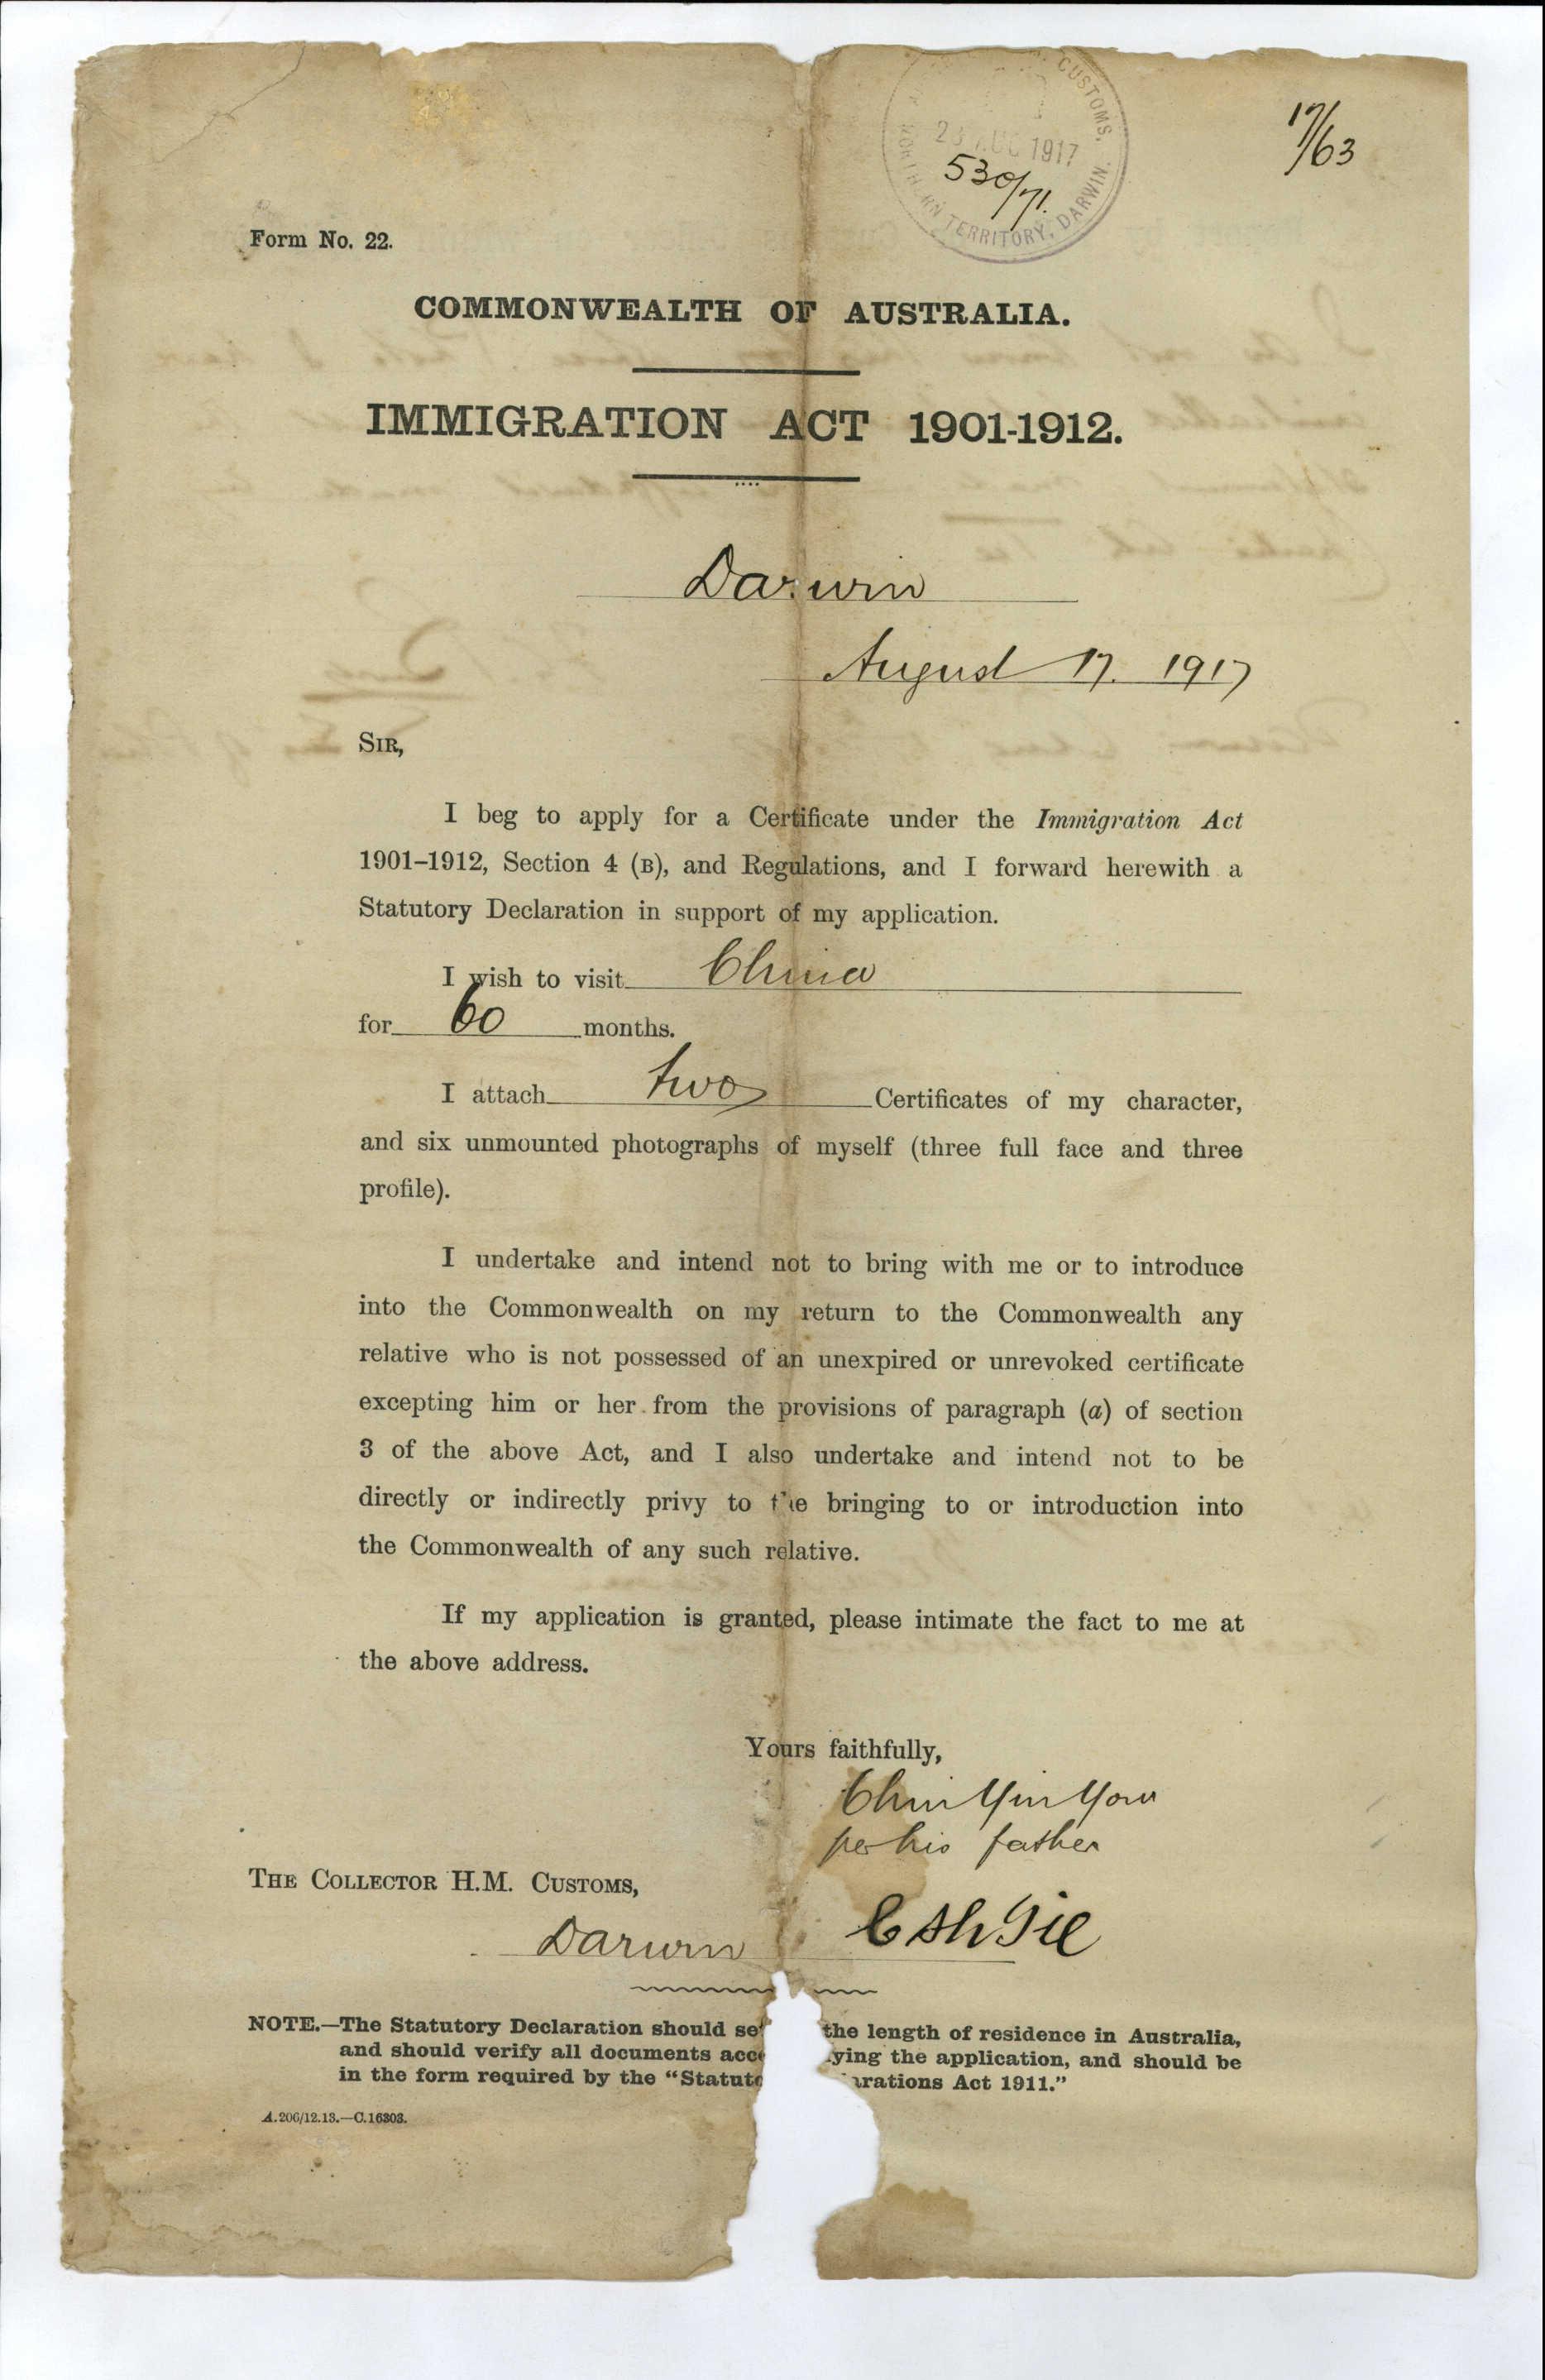 CUSTOMS,
1917
TERRITORY, DARWIN.
530/71.
17/63
Form No. 22.
COMMONWEALTH OF AUSTRALIA.
IMMIGRATION ACT 1901-1912.
Darwin
August 17. 1917
SIR,
I beg to apply for a Certificate under the Immigration Act
1901–1912, Section 4 (B), and Regulations, and I forward herewith a
Statutory Declaration in support of my application.
I wish to visit China
for 60 months.
I attach two Certificates of my character,
and six unmounted photographs of myself (three full face and three
profile).
I undertake and intend not to bring with me or to introduce
into the Commonwealth on my return to the Commonwealth any
relative who is not possessed of an unexpired or unrevoked certificate
excepting him or her from the provisions of paragraph (a) of section
3 of the above Act, and I also undertake and intend not to be
directly or indirectly privy to the bringing to or introduction into
the Commonwealth of any such relative.
If my application is granted, please intimate the fact to me at
the above address.
Yours faithfully,
Chin Yin Yow
per his father
THE COLLECTOR H.M. CUSTOMS,
Darwin
C Ah Gie
NOTE.—The Statutory Declaration should se the length of residence in Australia,
and should verify all documents acc ying the application, and should be
in the form required by the "Statut arations Act 1911."
A.206/12.13.—C.16303.